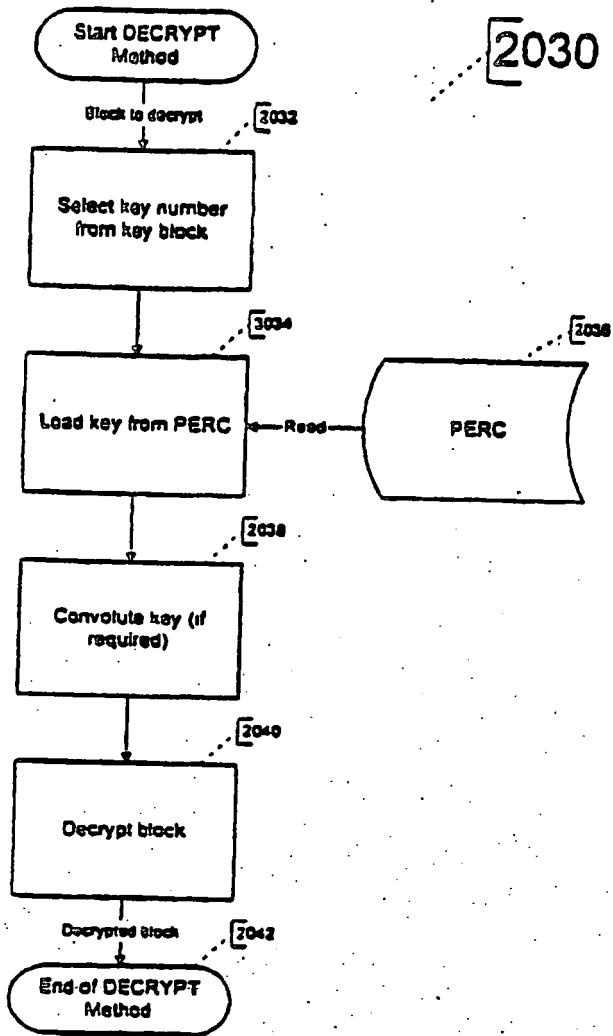 Start DECRYPT
Method
2030
Block to decrypt
2032
Select key number
from key block
3034
2036
Load key from PERC
Read
PERC
2038
Convolute key (if
required)
2040
Decrypt block
Decrypted Block
2042
End of DECRYPT
Method